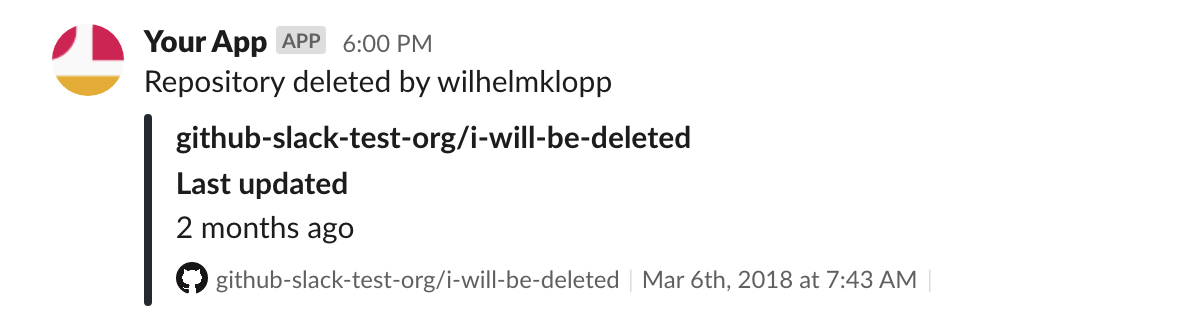 Your App APP 6:00 PM
Repository deleted by wilhelmklopp
github-slack-test-org/i-will-be-deleted
Last updated
2 months ago
github-slack-test-org/i-will-be-deleted | Mar 6th, 2018 at 7:43 AM |